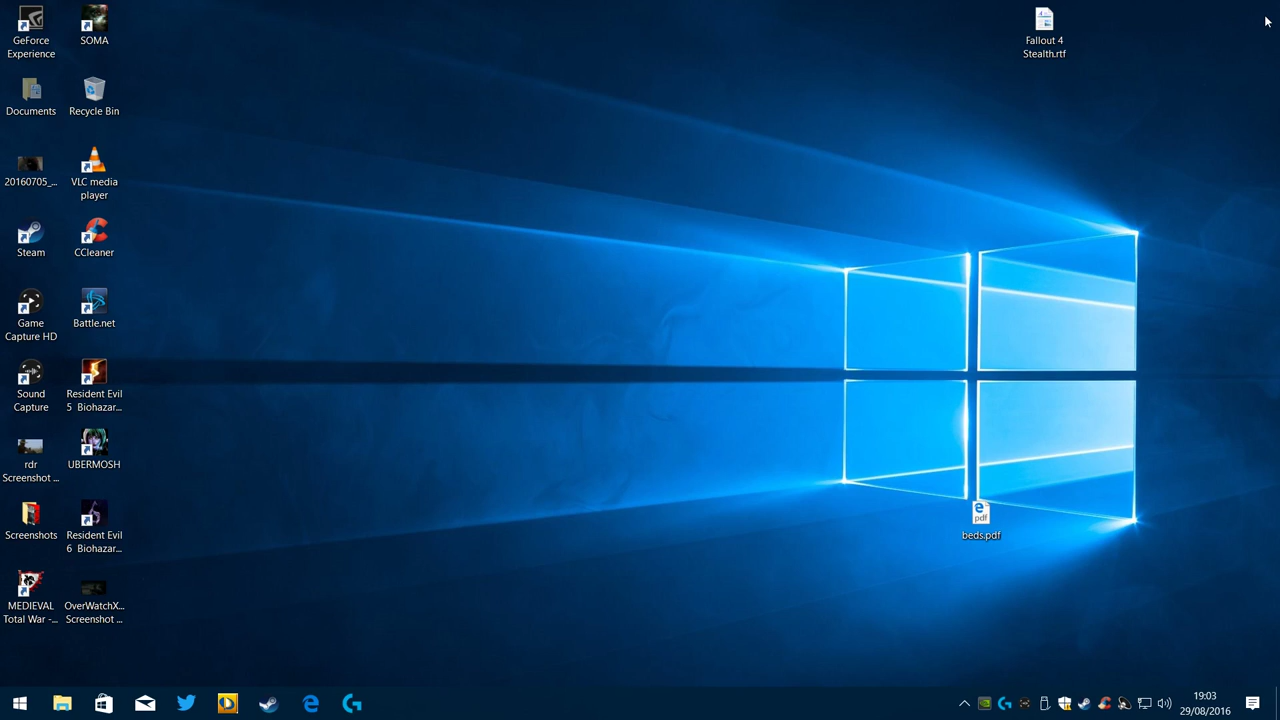 GeForce
Experience
SOMA
Fallout 4
Stealth.rtf
Documents
Recycle Bin
20160705_...
VLC media
player
Steam
CCleaner
Game
Capture HD
Battle.net
Sound
Capture
Resident Evil
5 Biohazar...
rdr
Screenshot ...
UBERMOSH
Screenshots
Resident Evil
6 Biohazar...
pdf
beds.pdf
MEDIEVAL
Total War -...
OverWatchX...
Screenshot ...
19:03
29/08/2016